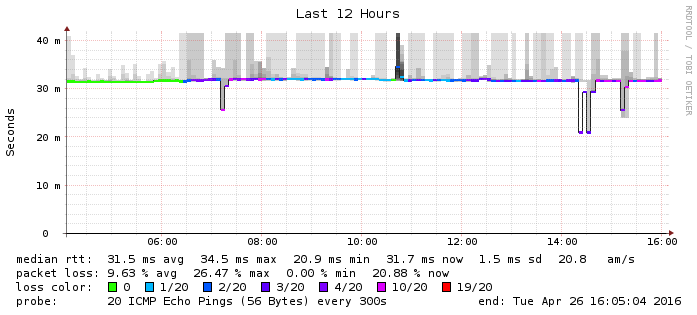 Last 12 Hours
RRDTOOL / TOBI OETIKER
Seconds
40 m
30 m
20 m
10 m
0
06:00 08:00 10:00 12:00 14:00 16:00
median rtt: 31.5 ms avg 34.5 ms max 20.9 ms min 31.7 ms now 1.5 ms sd 20.8 am/s
packet loss: 9.63 % avg 26.47 % max 0.00 % min 20.88 % now
loss color: 0 1/20 2/20 3/20 4/20 10/20 19/20
probe: 20 ICMP Echo Pings (56 Bytes) every 300s end: Tue Apr 26 16:05:04 2016